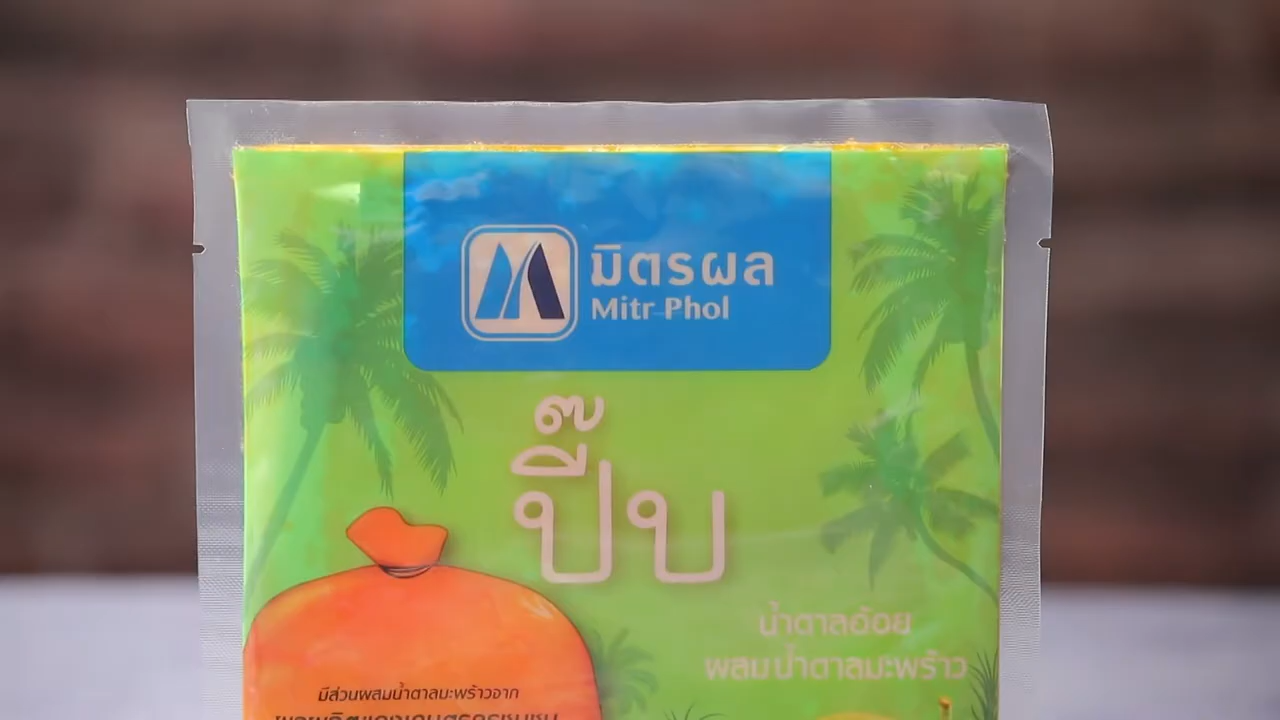 มิตรผล
Mitr Phol
ปี๊บ
น้ำตาลอ้อย
ผสมน้ำตาลมะพร้าว
มีส่วนผสมน้ำตาลมะพร้าวจาก